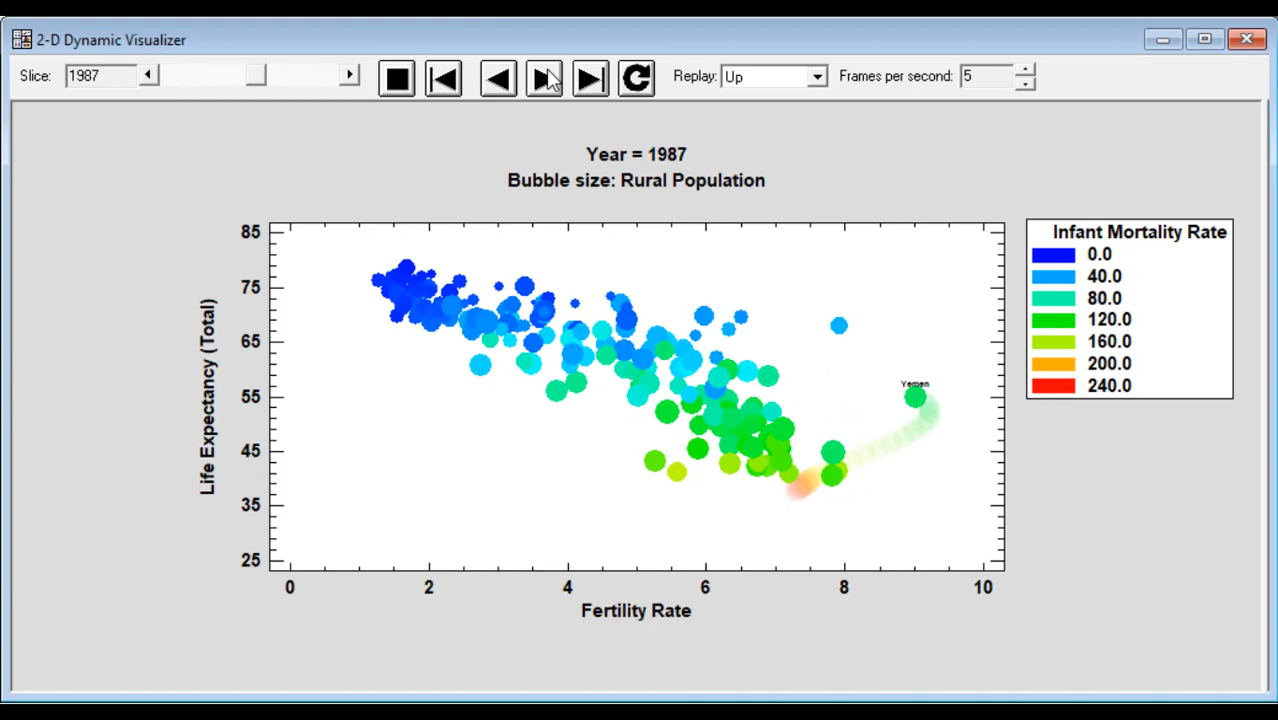 2-D Dynamic Visualizer
Slice: 1987 Replay: Up Frames per second: 5
Year = 1987
Bubble size: Rural Population
85
75
65
55
45
35
25
Life Expectancy (Total)
Yemen
0 2 4 6 8 10
Fertility Rate
Infant Mortality Rate
0.0
40.0
80.0
120.0
160.0
200.0
240.0